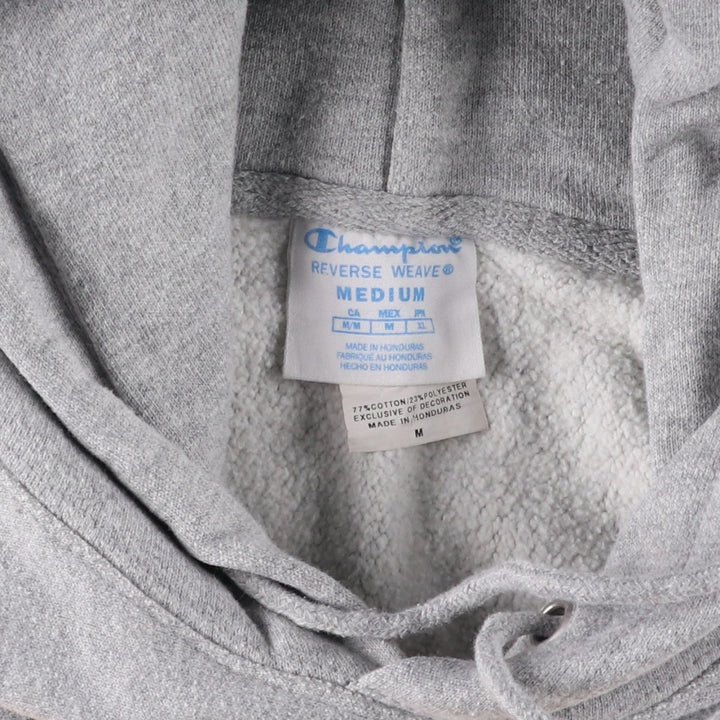 Champion
REVERSE WEAVE®
MEDIUM
CA MEX JPN
M/M M XL
MADE IN HONDURAS
FABRIQUÉ AU HONDURAS
HECHO EN HONDURAS
77%COTTON/23%POLYESTER
EXCLUSIVE OF DECORATION
MADE IN HONDURAS
M